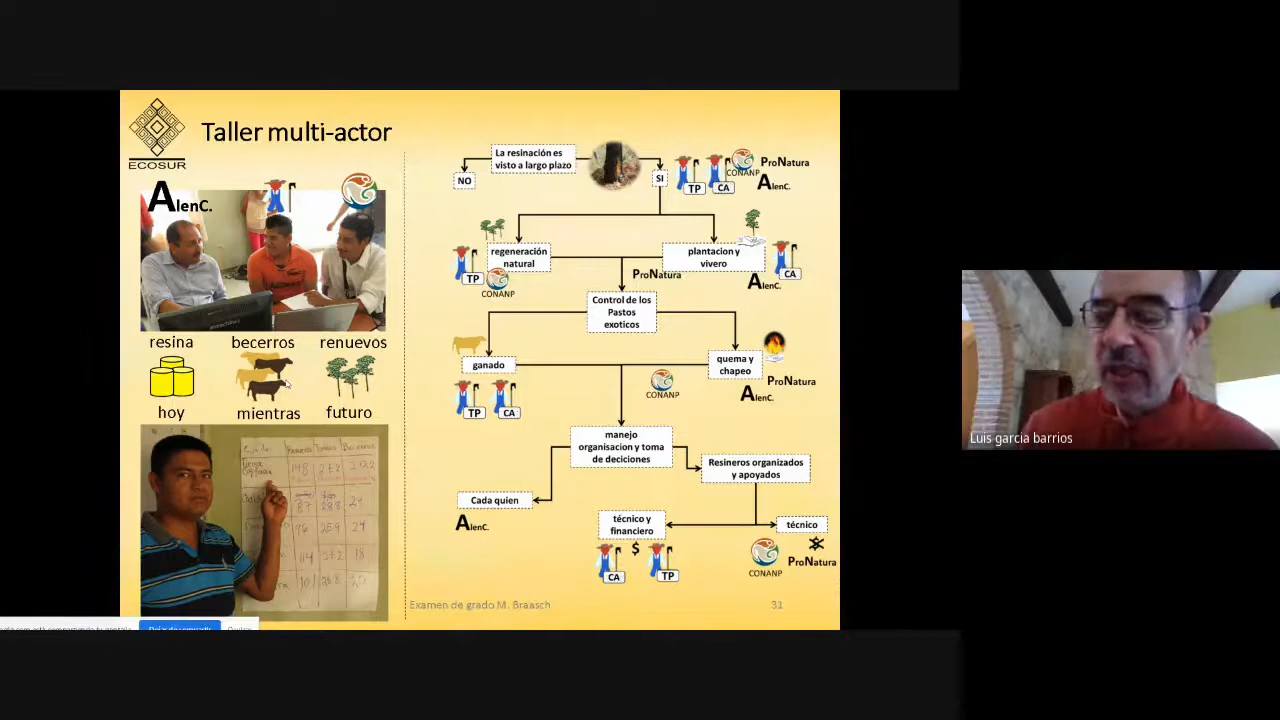 Taller multi-actor
ECOSUR
AlenC.
resina
becerros
renuevos
hoy
mientras
futuro
La resinación es
visto a largo plazo
NO
SI
TP
CA
CONANP
ProNatura
AlenC.
regeneración
natural
TP
CONANP
plantacion y
vivero
CA
ProNatura
AlenC.
Control de los
Pastos
exoticos
ganado
TP
CA
CONANP
quema y
chapeo
ProNatura
AlenC.
manejo
organisacion y toma
de deciciones
Resineros organizados
y apoyados
Cada quien
AlenC.
técnico y
financiero
$
CA
TP
técnico
CONANP
ProNatura
Examen de grado M. Braasch
31
Luis garcia barrios